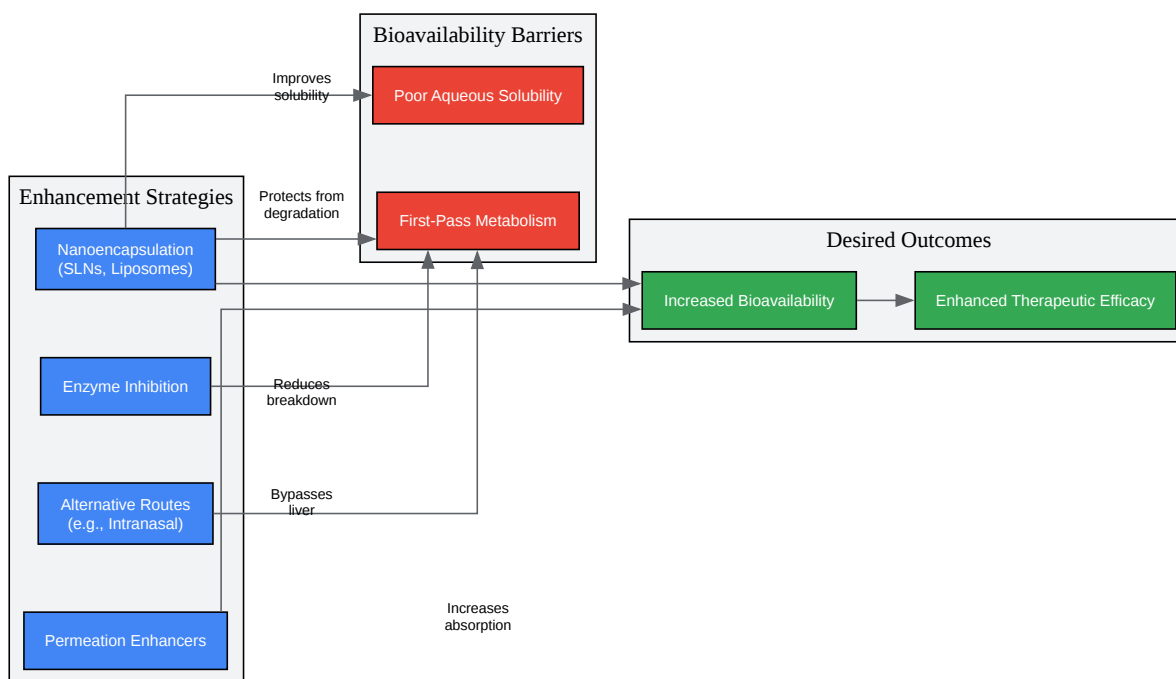 Bioavailability Barriers
Improves
solubility
Poor Aqueous Solubility
Enhancement Strategies
Protects from
degradation
First-Pass Metabolism
Nanoencapsulation
(SLNs, Liposomes)
Desired Outcomes
Increased Bioavailability
Enhanced Therapeutic Efficacy
Enzyme Inhibition
Reduces
breakdown
Alternative Routes
(e.g., Intranasal)
Bypasses
liver
Permeation Enhancers
Increases
absorption